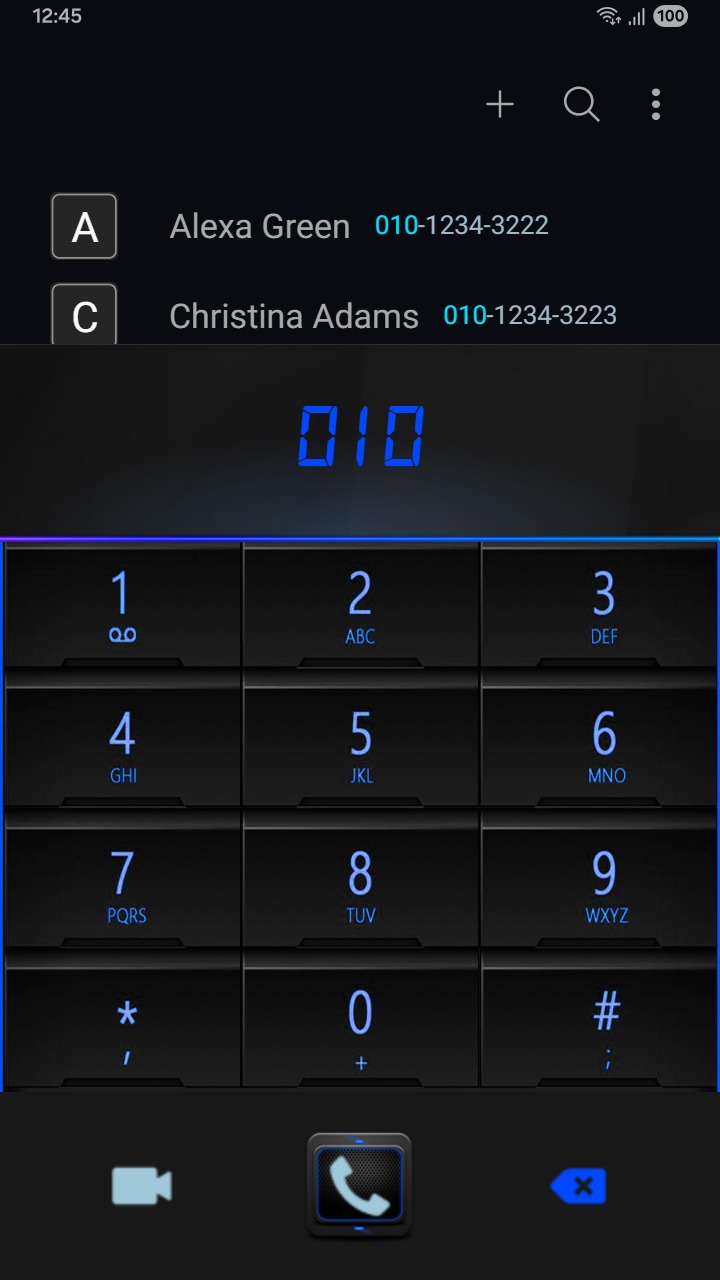 12:45 100
A Alexa Green 010-1234-3222
C Christina Adams 010-1234-3223
010
1 2 3
ABC DEF
4 5 6
GHI JKL MNO
7 8 9
PQRS TUV WXYZ
* 0 #
, + ;